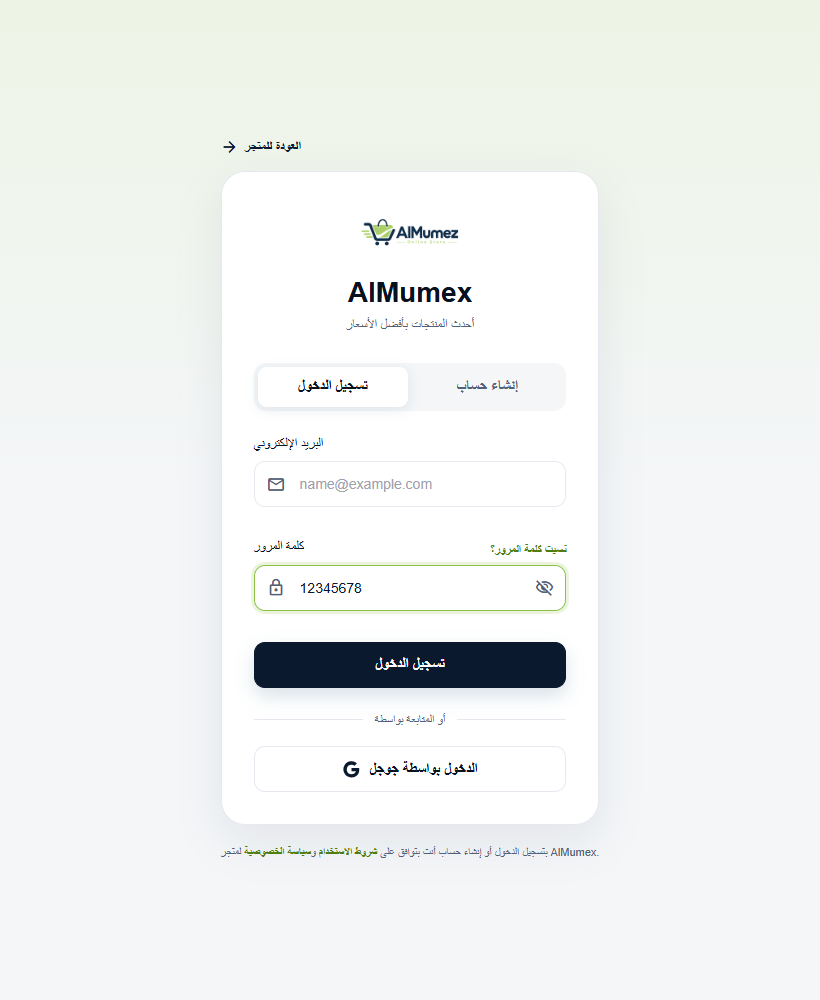 العودة للمتجر
AlMumez
Online Store
AlMumex
أحدث المنتجات بأفضل الأسعار
تسجيل الدخول
إنشاء حساب
البريد الإلكتروني
name@example.com
كلمة المرور
نسيت كلمة المرور؟
12345678
تسجيل الدخول
أو المتابعة بواسطة
الدخول بواسطة جوجل
بتسجيل الدخول أو إنشاء حساب أنت بتوافق على شروط الاستخدام وسياسة الخصوصية لمتجر AlMumex.